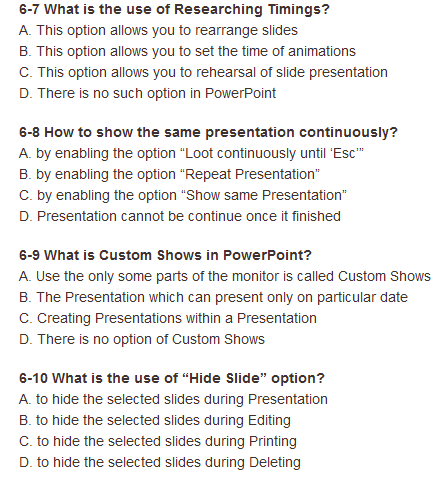 6-7 What is the use of Researching Timings?
A. This option allows you to rearrange slides
B. This option allows you to set the time of animations
C. This option allows you to rehearsal of slide presentation
D. There is no such option in PowerPoint
6-8 How to show the same presentation continuously?
A. by enabling the option “Loot continuously until ‘Esc’”
B. by enabling the option “Repeat Presentation”
C. by enabling the option “Show same Presentation”
D. Presentation cannot be continue once it finished
6-9 What is Custom Shows in PowerPoint?
A. Use the only some parts of the monitor is called Custom Shows
B. The Presentation which can present only on particular date
C. Creating Presentations within a Presentation
D. There is no option of Custom Shows
6-10 What is the use of “Hide Slide” option?
A. to hide the selected slides during Presentation
B. to hide the selected slides during Editing
C. to hide the selected slides during Printing
D. to hide the selected slides during Deleting